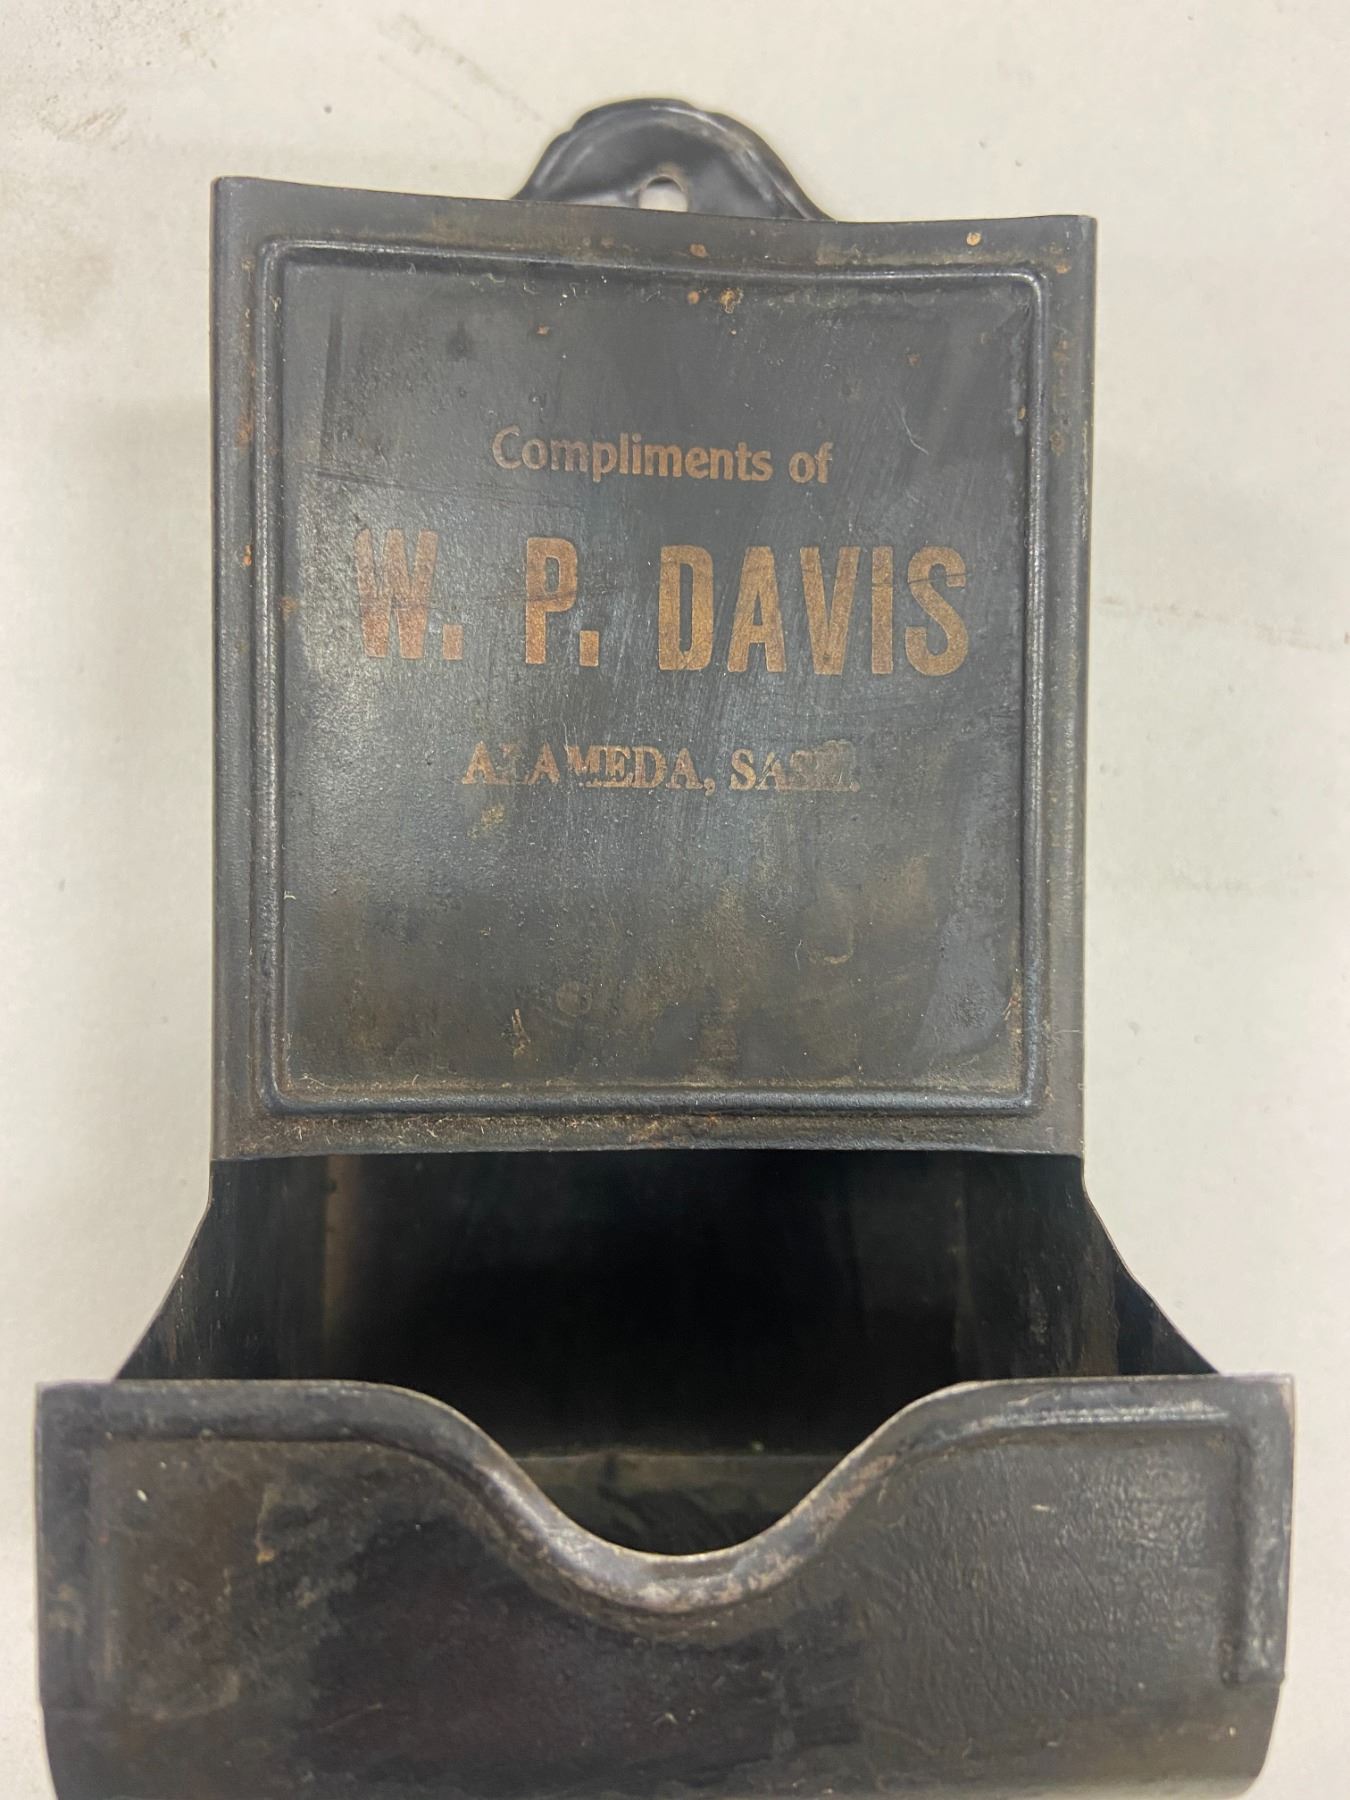 Compliments of
W. P. DAVIS
ALAMEDA, SASK.